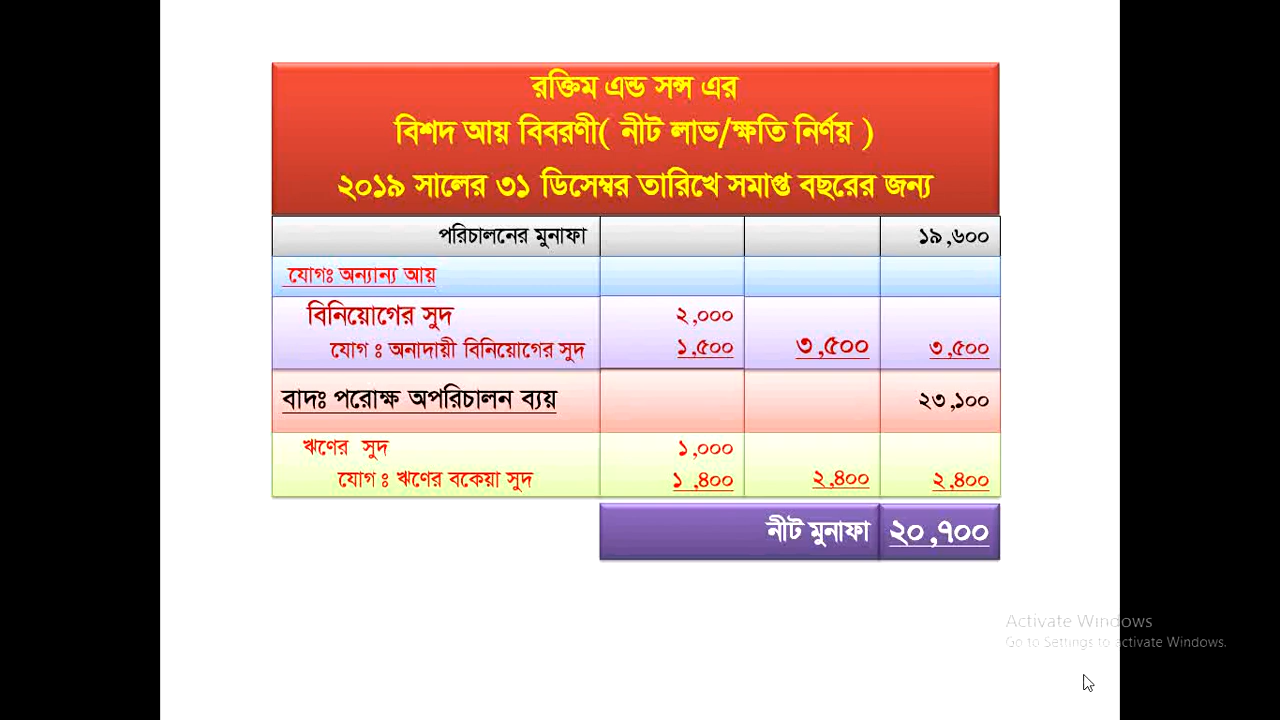 রক্তিম এন্ড সন্স এর
বিশদ আয় বিবরণী( নীট লাভ/ক্ষতি নির্ণয় )
২০১৯ সালের ৩১ ডিসেম্বর তারিখে সমাপ্ত বছরের জন্য
পরিচালনের মুনাফা ১৯,৬০০
যোগঃ অন্যান্য আয়
বিনিয়োগের সুদ ২,০০০
যোগ : অনাদায়ী বিনিয়োগের সুদ ১,৫০০ ৩,৫০০ ৩,৫০০
বাদঃ পরোক্ষ অপরিচালন ব্যয় ২৩,১০০
ঋণের সুদ ১,০০০
যোগ : ঋণের বকেয়া সুদ ১,৪০০ ২,৪০০ ২,৪০০
নীট মুনাফা ২০,৭০০
Activate Windows
Go to Settings to activate Windows.